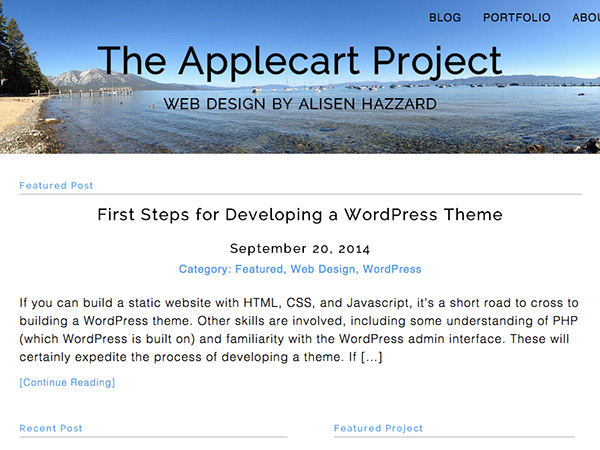 BLOG PORTFOLIO
The Applecart Project
WEB DESIGN BY ALISEN HAZZARD
Featured Post
First Steps for Developing a WordPress Theme
September 20, 2014
Category: Featured, Web Design, WordPress
If you can build a static website with HTML, CSS, and Javascript, it's a short road to cross to
building a WordPress theme. Other skills are involved, including some understanding of PHP
(which WordPress is built on) and familiarity with the WordPress admin interface. These will
certainly expedite the process of developing a theme. If [...]
[Continue Reading]
Recent Post Featured Project